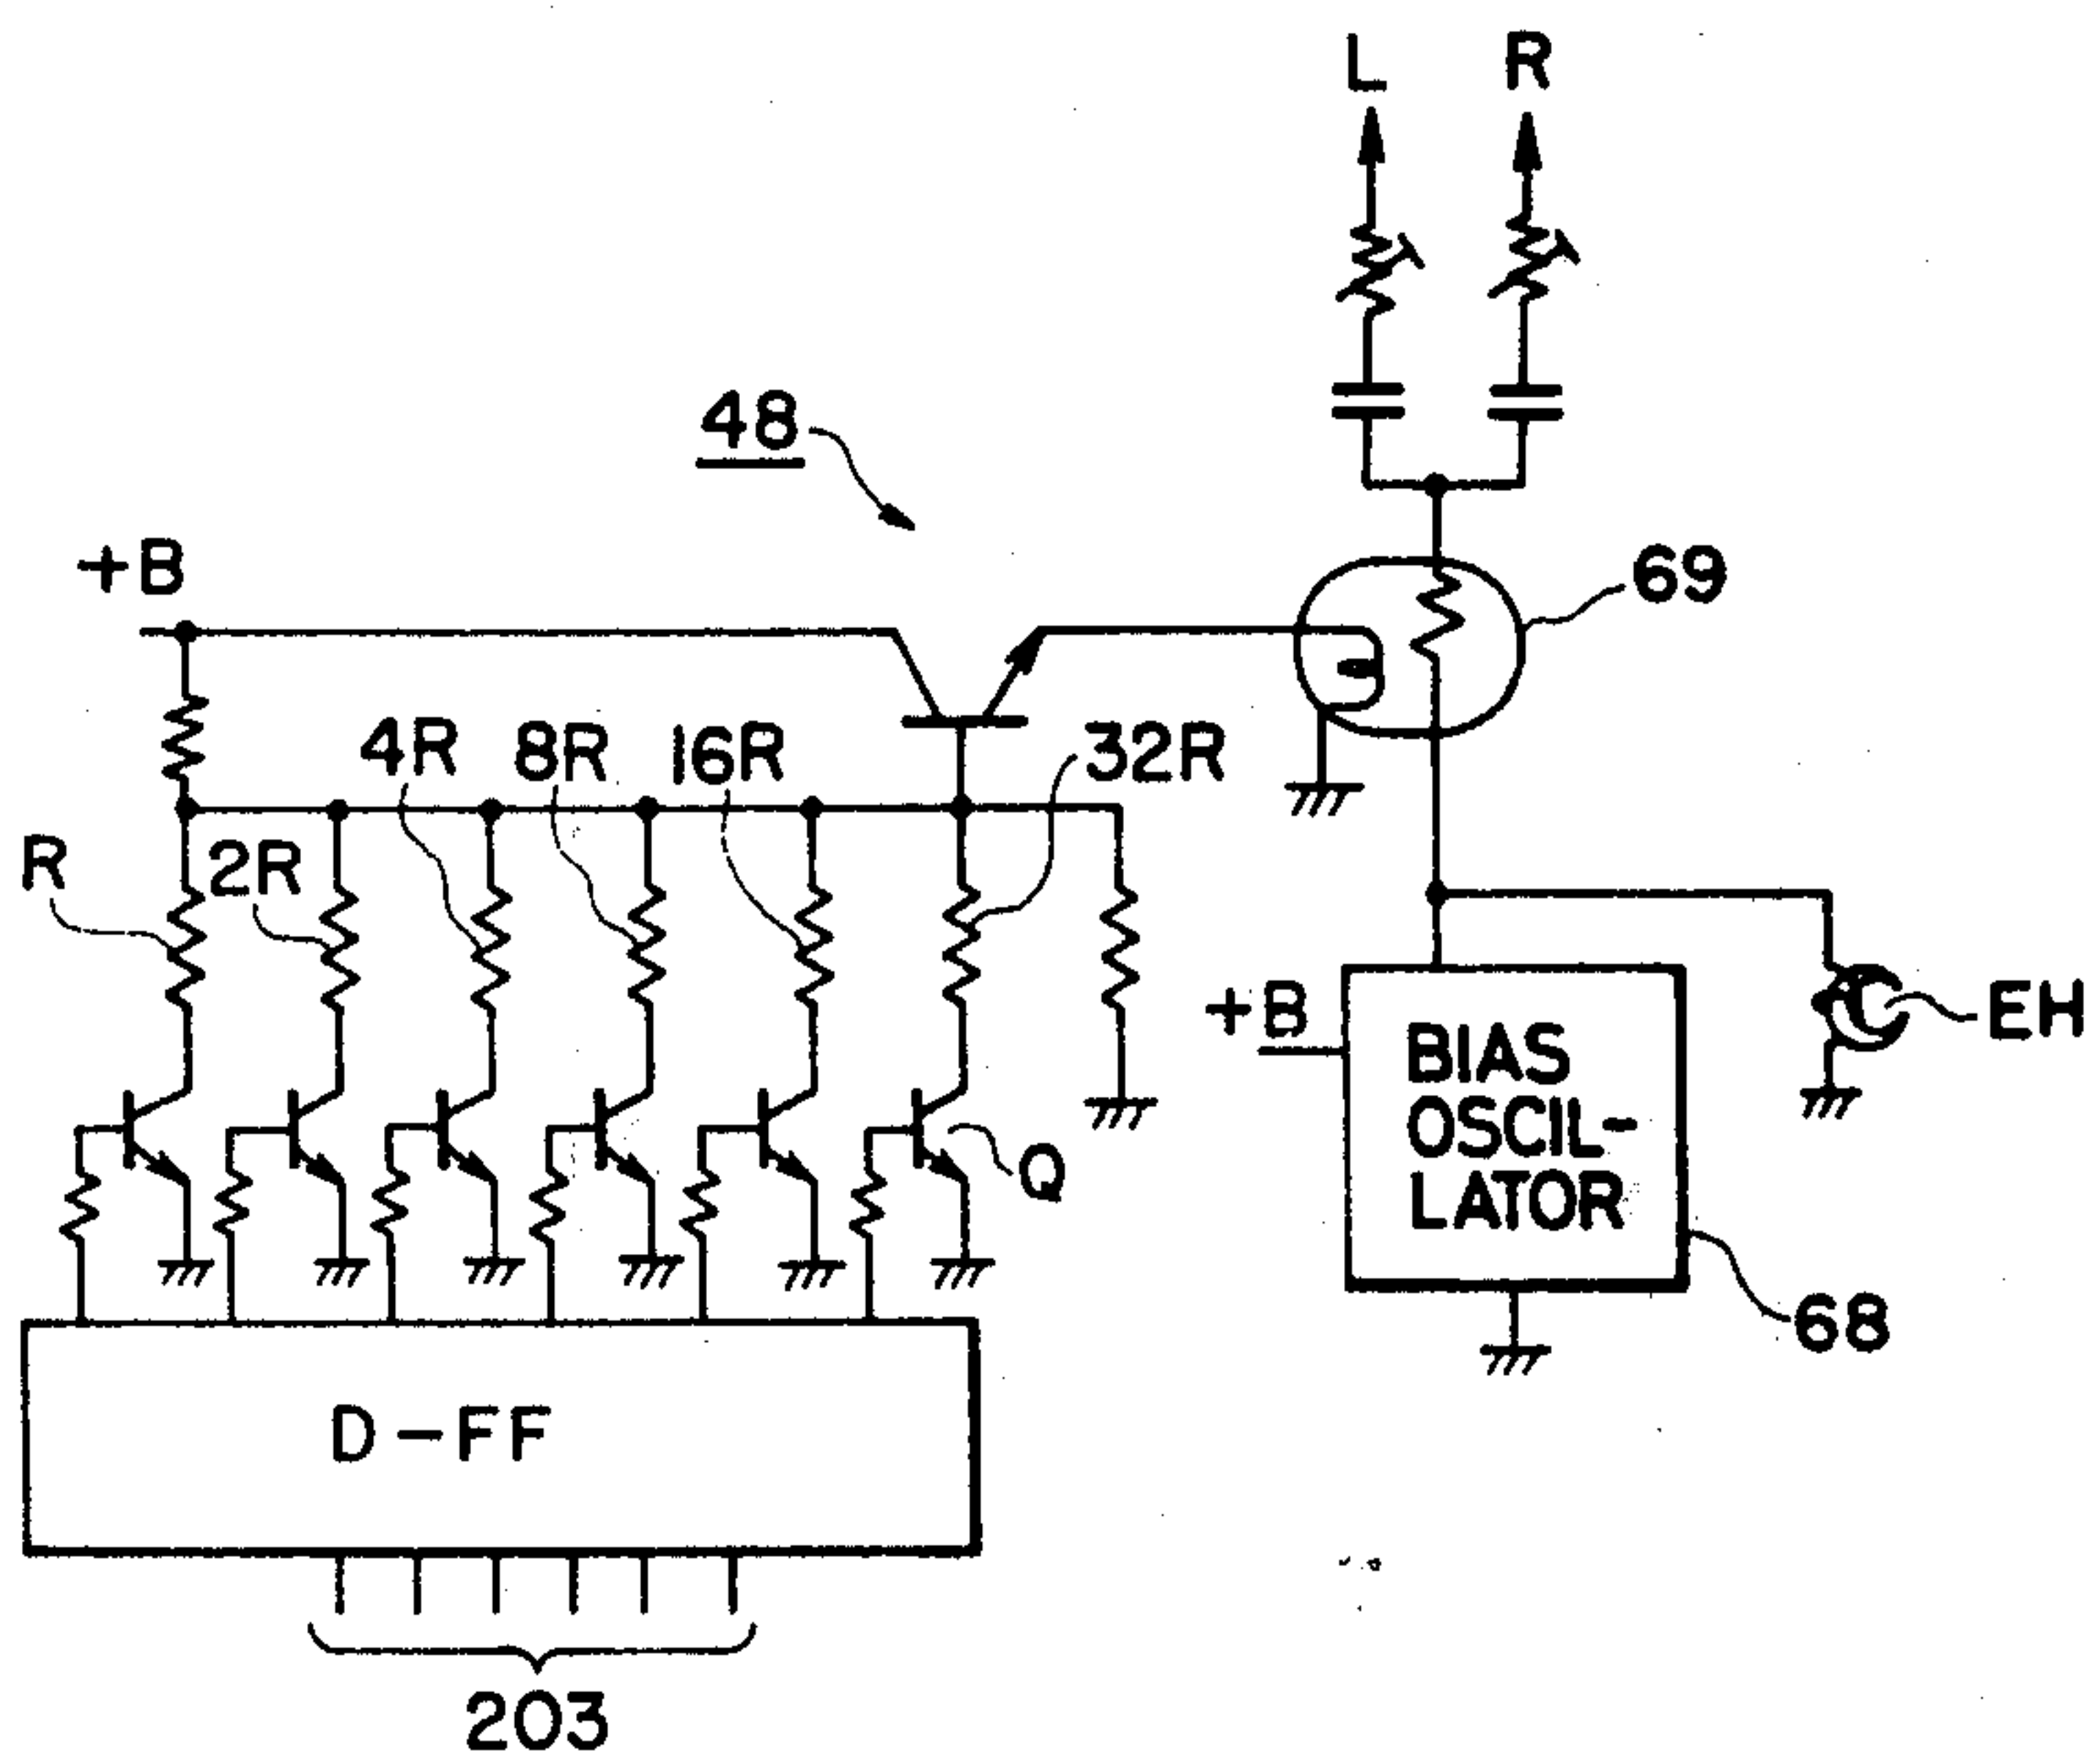 L R
48
+B
69
4R 8R 16R 32R
R 2R
+B
BIAS
OSCIL-
LATOR
EH
Q
68
D-FF
203